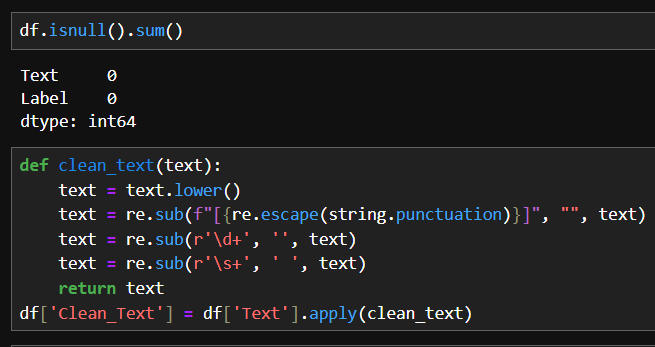 df.isnull().sum()
Text     0
Label    0
dtype: int64
def clean_text(text):
    text = text.lower()
    text = re.sub(f"[{re.escape(string.punctuation)}]", "", text)
    text = re.sub(r'\d+', '', text)
    text = re.sub(r'\s+', ' ', text)
    return text
df['Clean_Text'] = df['Text'].apply(clean_text)